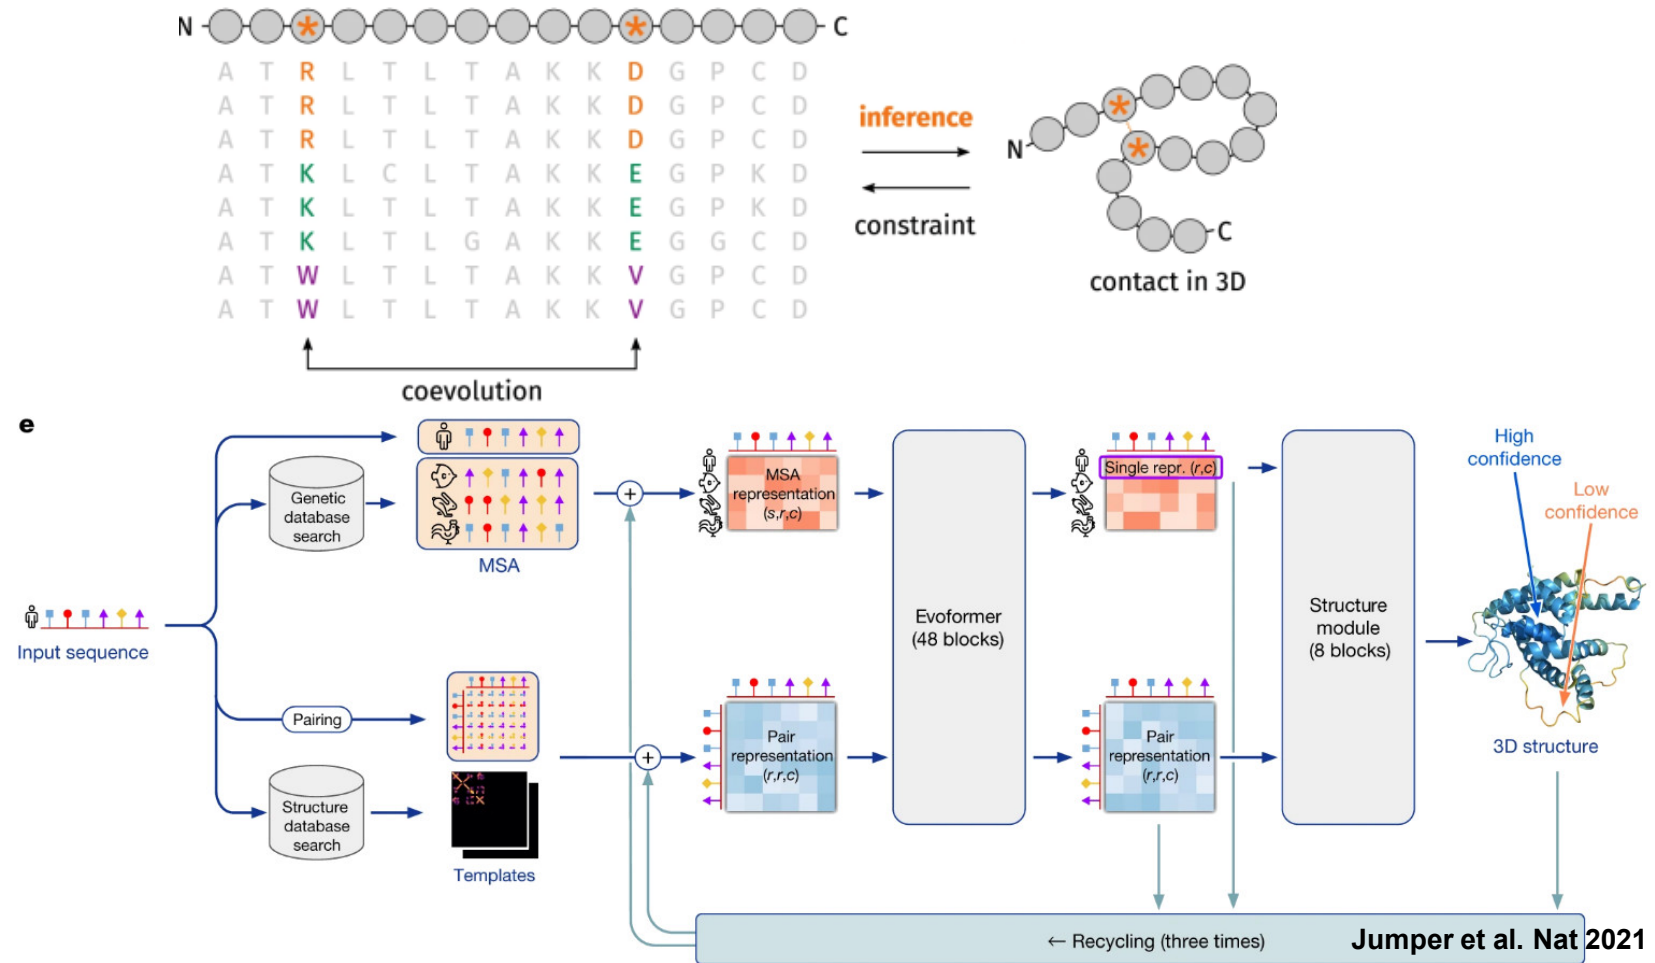 N C
A T R L T L T A K K D G P C D
A T R L T L T A K K D G P C D
A T R L T L T A K K D G P C D
A T K L C L T A K K E G P K D
A T K L T L T A K K E G P K D
A T K L T L G A K K E G G C D
A T W L T L T A K K V G P C D
A T W L T L T A K K V G P C D
coevolution
inference
constraint
N
C
contact in 3D
e
Input sequence
Genetic
database
search
MSA
Pairing
Structure
database
search
Templates
+
+
MSA
representation
(s,r,c)
Pair
representation
(r,r,c)
Evoformer
(48 blocks)
Single repr. (r,c)
Pair
representation
(r,r,c)
Structure
module
(8 blocks)
High
confidence
Low
confidence
3D structure
← Recycling (three times)
Jumper et al. Nat 2021